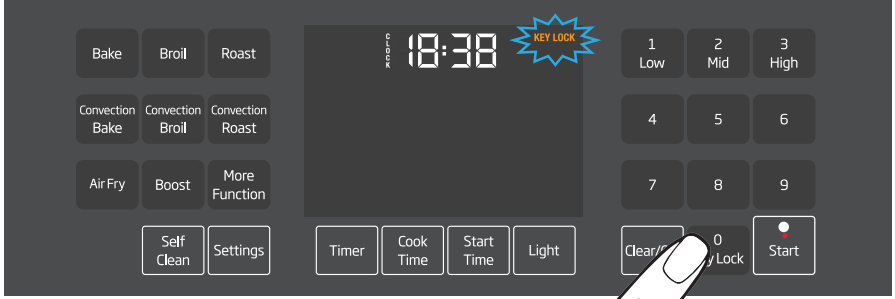 Bake
Broil
Roast
CLOCK
18:38
KEY LOCK
1
Low
2
Mid
3
High
Convection
Bake
Convection
Broil
Convection
Roast
4
5
6
Air Fry
Boost
More
Function
7
8
9
Self
Clean
Settings
Timer
Cook
Time
Start
Time
Light
Clear/
0
Lock
Start